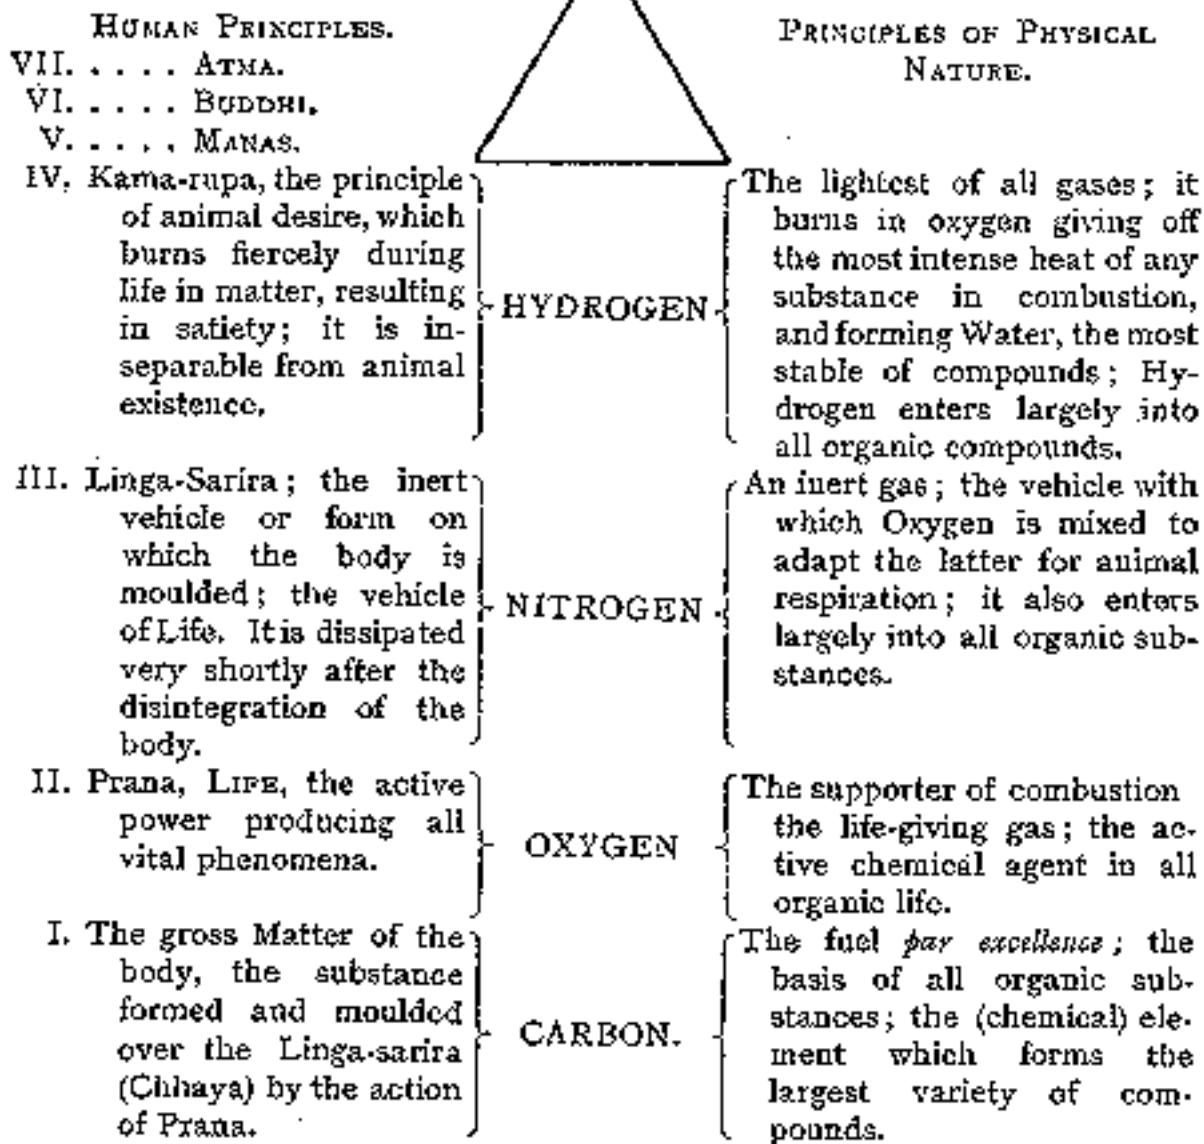 HUMAN PRINCIPLES.
VII. . . . . ATMA.
VI. . . . . BUDDHI.
V. . . . . MANAS.
IV. Kama-rupa, the principle
of animal desire, which
burns fiercely during
life in matter, resulting
in satiety; it is in-
separable from animal
existence.
HYDROGEN
PRINCIPLES OF PHYSICAL
NATURE.
The lightest of all gases; it
burns in oxygen giving off
the most intense heat of any
substance in combustion,
and forming Water, the most
stable of compounds; Hy-
drogen enters largely into
all organic compounds.
III. Linga-Sarira; the inert
vehicle or form on
which the body is
moulded; the vehicle
of Life. It is dissipated
very shortly after the
disintegration of the
body.
NITROGEN
An inert gas; the vehicle with
which Oxygen is mixed to
adapt the latter for animal
respiration; it also enters
largely into all organic sub-
stances.
II. Prana, LIFE, the active
power producing all
vital phenomena.
OXYGEN
The supporter of combustion
the life-giving gas; the ac-
tive chemical agent in all
organic life.
I. The gross Matter of the
body, the substance
formed and moulded
over the Linga-sarira
(Chhaya) by the action
of Prana.
CARBON.
The fuel par excellence; the
basis of all organic sub-
stances; the (chemical) ele-
ment which forms the
largest variety of com-
pounds.